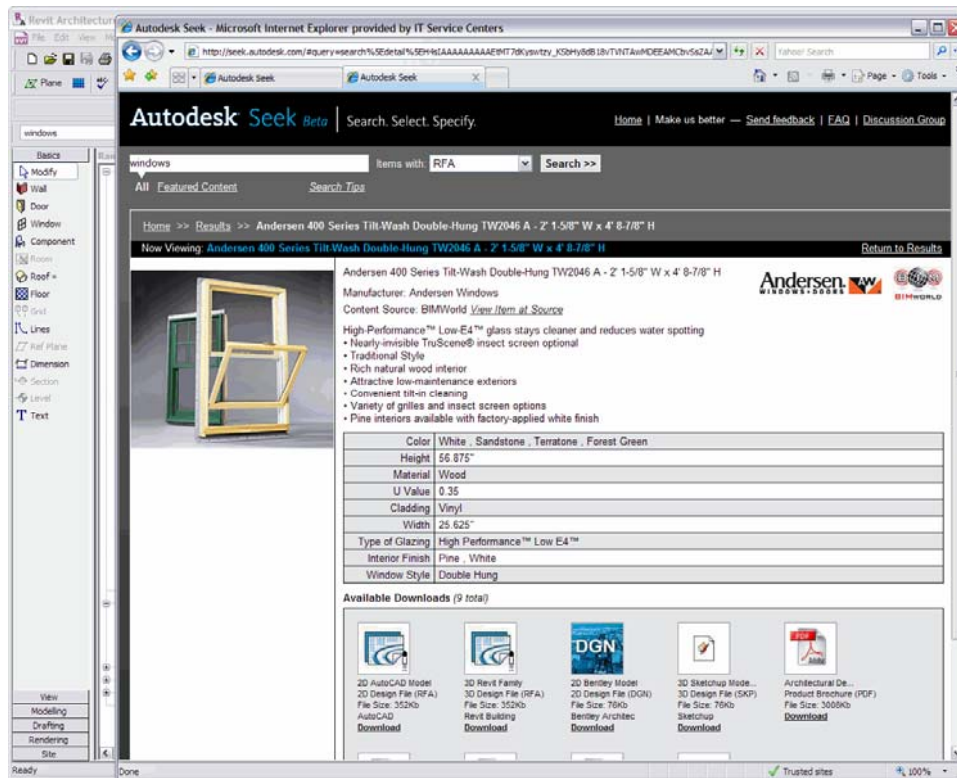 Revit Architectur
Autodesk Seek - Microsoft Internet Explorer provided by IT Service Centers
File Edit View
Yahoo! Search
Autodesk Seek
Autodesk Seek
Page
Tools
Plane
windows
Basics
Modify
Wall
Door
Window
Component
Room
Roof
Floor
Grid
Lines
Ref Plane
Dimension
Section
Level
Text
View
Modelling
Drafting
Rendering
Site
Ready
Autodesk Seek Beta | Search. Select. Specify.
Home | Make us better — Send feedback | FAQ | Discussion Group
windows Items with: RFA Search >>
All Featured Content Search Tips
Home >> Results >> Andersen 400 Series Tilt-Wash Double-Hung TW2046 A - 2' 1-5/8" W x 4' 8-7/8" H
Now Viewing: Andersen 400 Series Tilt-Wash Double-Hung TW2046 A - 2' 1-5/8" W x 4' 8-7/8" H Return to Results
Andersen 400 Series Tilt-Wash Double-Hung TW2046 A - 2' 1-5/8" W x 4' 8-7/8" H
Manufacturer: Andersen Windows
Content Source: BIMWorld View Item at Source
Andersen. AW
WINDOWS • DOORS
BIMWORLD
High-Performance™ Low-E4™ glass stays cleaner and reduces water spotting
• Nearly-invisible TruScene® insect screen optional
• Traditional Style
• Rich natural wood interior
• Attractive low-maintenance exteriors
• Convenient tilt-in cleaning
• Variety of grilles and insect screen options
• Pine interiors available with factory-applied white finish
Color White , Sandstone , Terratone , Forest Green
Height 56.875"
Material Wood
U Value 0.35
Cladding Vinyl
Width 25.625"
Type of Glazing High Performance™ Low E4™
Interior Finish Pine , White
Window Style Double Hung
Available Downloads (9 total)
DGN
PDF
Adobe
2D AutoCAD Model 3D Revit Family 2D Bentley Model 3D Sketchup Mode... Architectural De...
2D Design File (RFA) 3D Design File (RFA) 2D Design File (DGN) 3D Design File (SKP) Product Brochure (PDF)
File Size: 352Kb File Size: 352Kb File Size: 76Kb File Size: 76Kb File Size: 3006Kb
AutoCAD Revit Building Bentley Architec Sketchup Download
Download Download Download Download
Done Trusted sites 100%